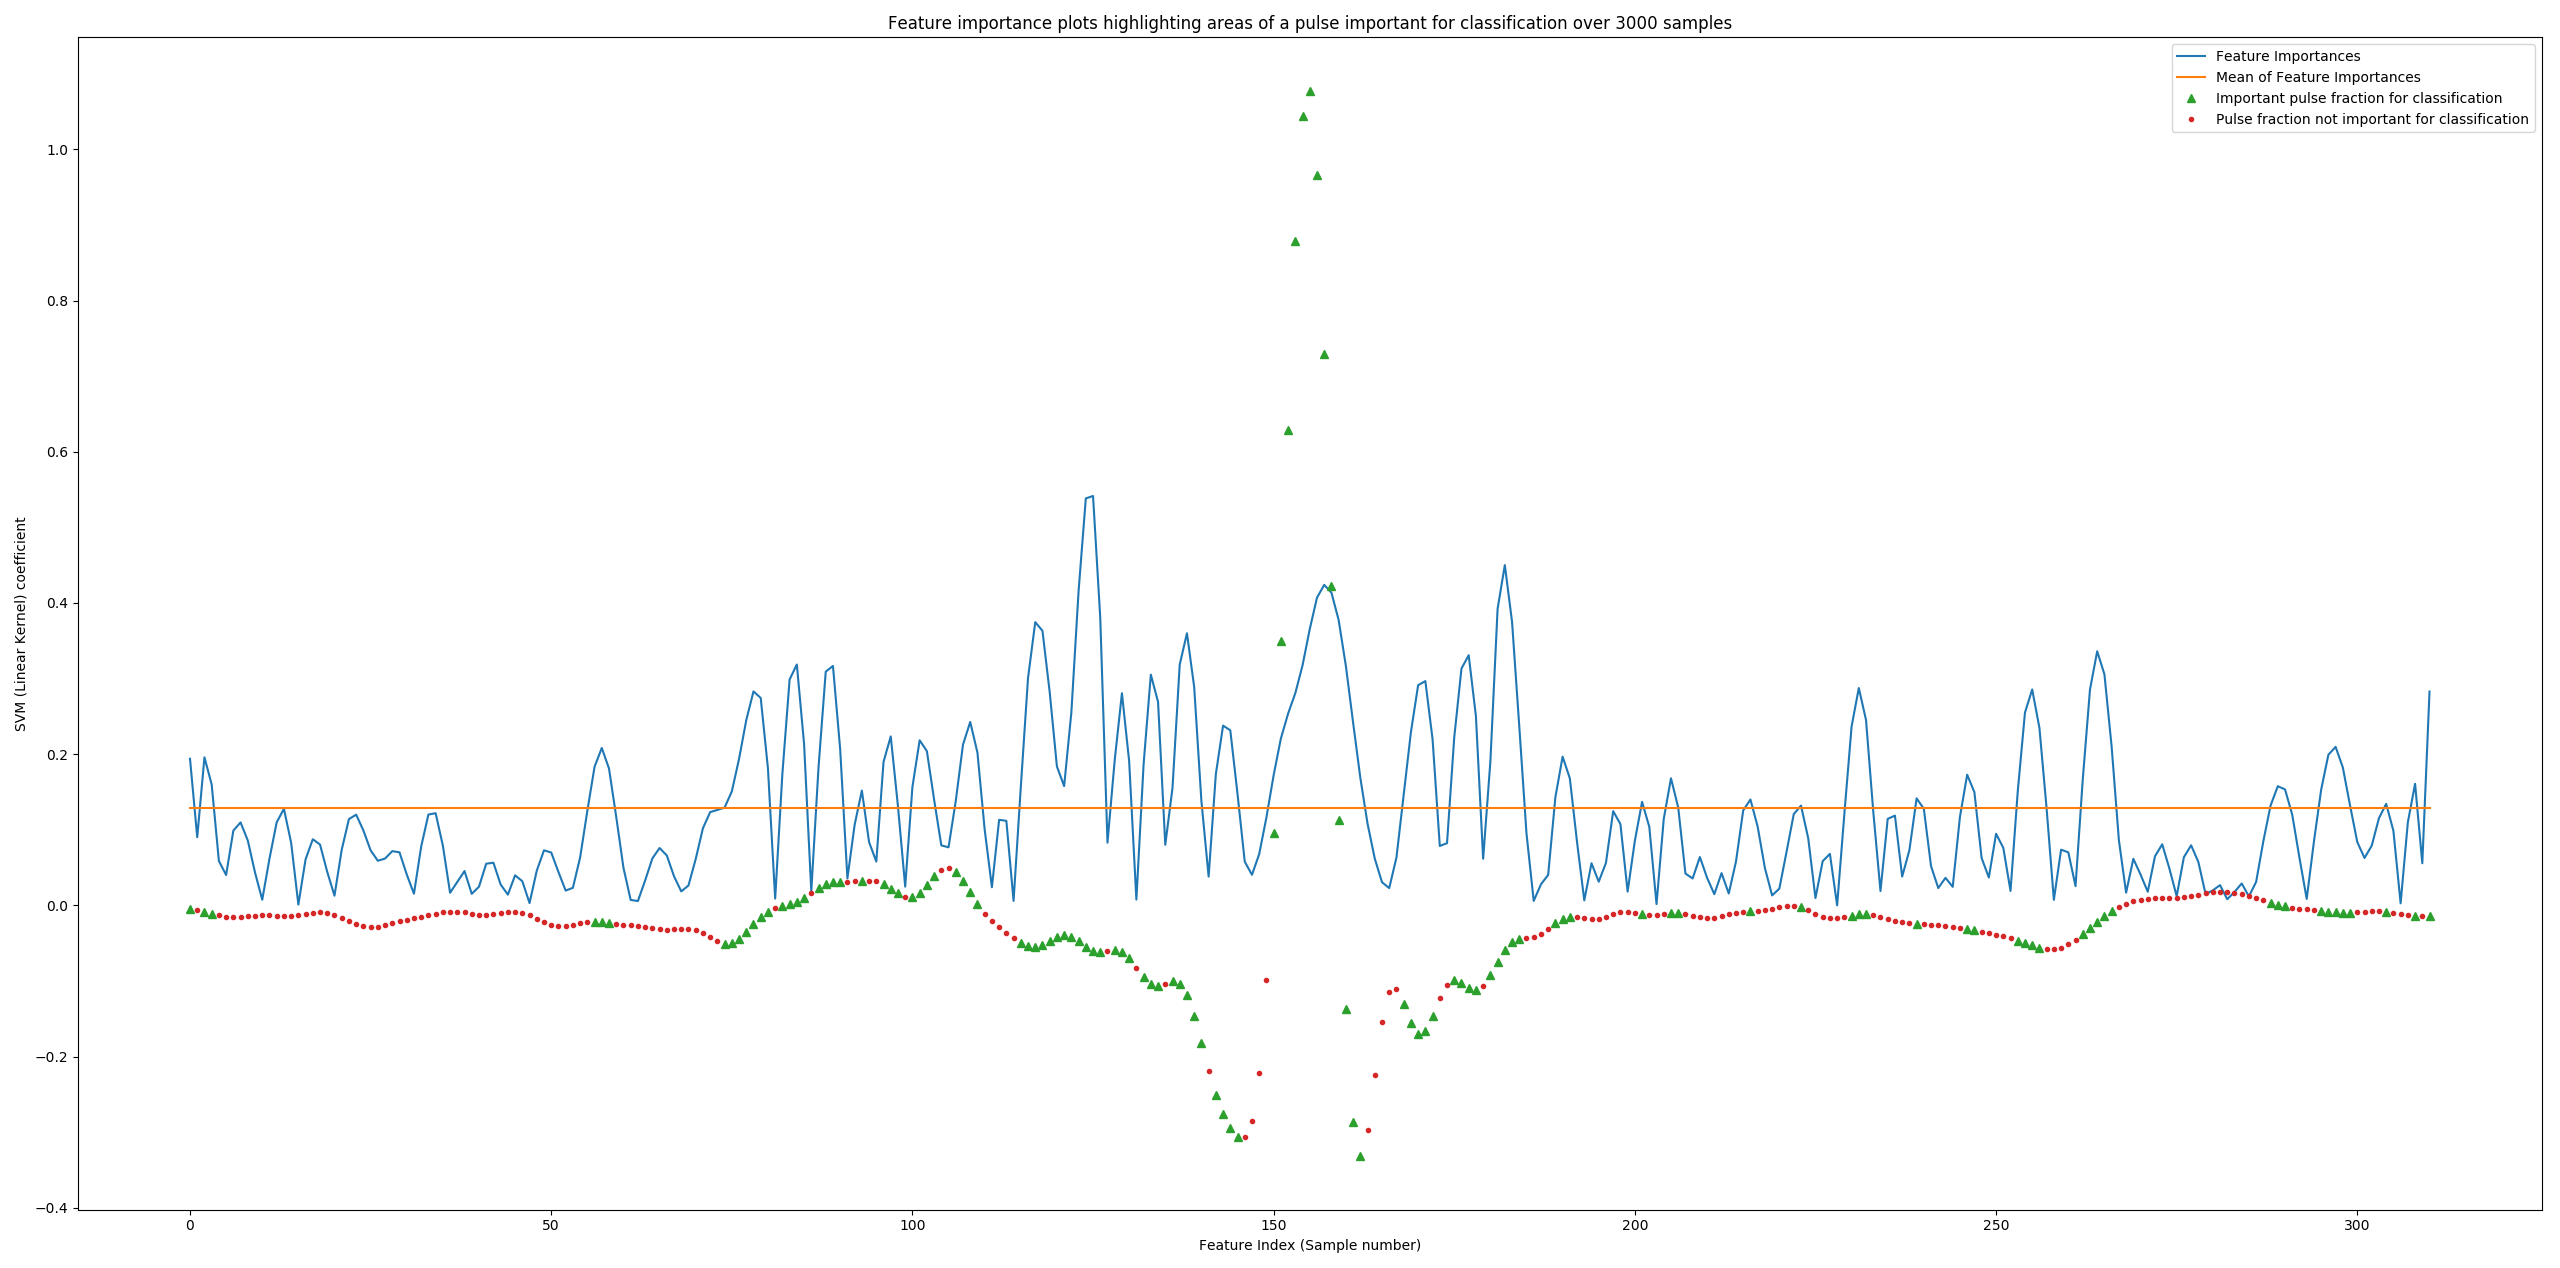 Feature importance plots highlighting areas of a pulse important for classification over 3000 samples
Feature Importances
Mean of Feature Importances
Important pulse fraction for classification
Pulse fraction not important for classification
SVM (Linear Kernel) coefficient
1.0
0.8
0.6
0.4
0.2
0.0
−0.2
−0.4
0 50 100 150 200 250 300
Feature Index (Sample number)